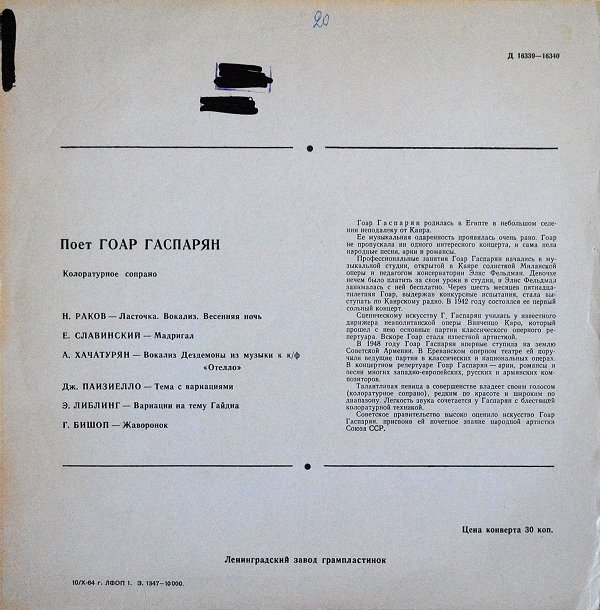 20
Д 16339—16340
Поет ГОАР ГАСПАРЯН
Колоратурное сопрано
Н. РАКОВ — Ласточка. Вокализ. Весенняя ночь
Е. СЛАВИНСКИЙ — Мадригал
А. ХАЧАТУРЯН — Вокализ Дездемоны из музыки к к/ф
«Отелло»
Дж. ПАИЗИЕЛЛО — Тема с вариациями
Э. ЛИБЛИНГ — Вариации на тему Гайдна
Г. БИШОП — Жаворонок
Гоар Гаспарян родилась в Египте в небольшом селе-
нии неподалеку от Каира.
Ее музыкальная одаренность проявилась очень рано. Гоар
не пропускала ни одного интересного концерта, и сама пела
народные песни, арии и романсы.
Профессиональные занятия Гоар Гаспарян начались в му-
зыкальной студии, открытой в Каире солисткой Миланской
оперы и педагогом консерватории Элис Фельдман. Девочке
нечем было платить за свои уроки в студии, и Элис Фельдман
занималась с ней бесплатно. Через шесть месяцев пятнадца-
тилетняя Гоар, выдержав конкурсные испытания, стала вы-
ступать по Каирскому радио. В 1942 году состоялся ее первый
сольный концерт.
Сценическому искусству Г. Гаспарян училась у известного
дирижера неаполитанской оперы Винченцо Карро, который
прошел с нею основные партии классического оперного ре-
пертуара. Вскоре Гоар стала известной артисткой.
В 1948 году Гоар Гаспарян впервые ступила на землю
Советской Армении. В Ереванском оперном театре ей пору-
чили ведущие партии в классических и национальных операх.
В концертном репертуаре Гоар Гаспарян — арии, романсы и
песни многих западно-европейских, русских и армянских ком-
позиторов.
Талантливая певица в совершенстве владеет своим голосом
(колоратурное сопрано), редким по красоте и широким по
диапазону. Легкость звука сочетается у Гаспарян с блестящей
колоратурной техникой.
Советское правительство высоко оценило искусство Гоар
Гаспарян, присвоив ей почетное звание народной артистки
Союза ССР.
Цена конверта 30 коп.
Ленинградский завод грампластинок
10/X-64 г. ЛФОП 1. З. 1347—10000.